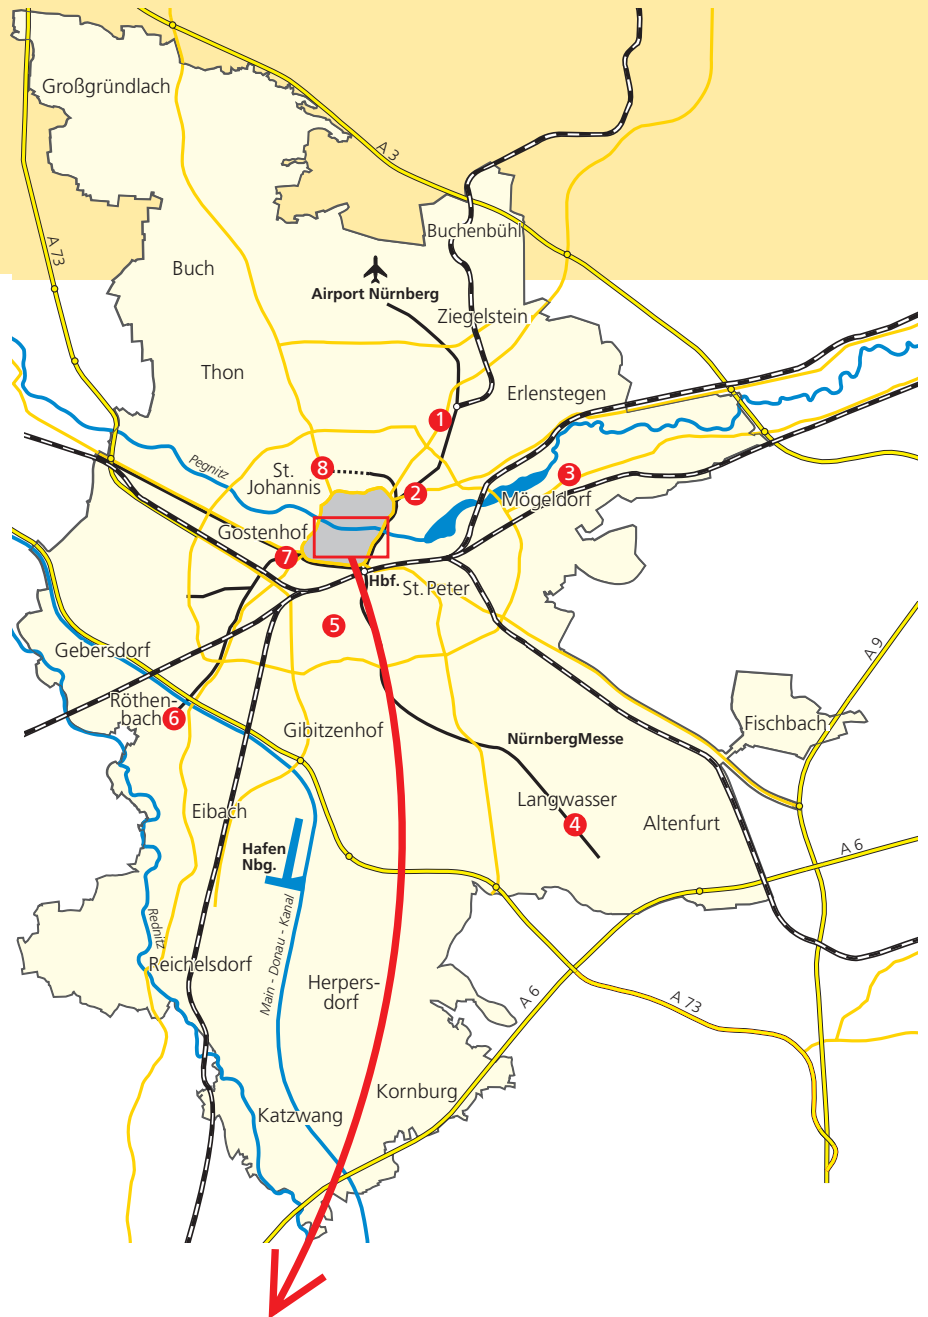 Großgründlach
A 3
A 73
Buchenbühl
Buch
Airport Nürnberg
Ziegelstein
Thon
Erlenstegen
1
Pegnitz
St.
Johannis
8
3
2
Mögeldorf
Gostenhof
7
Hbf.
St. Peter
5
Gebersdorf
A 9
Röthen-
bach
6
Gibitzenhof
NürnbergMesse
Fischbach
Langwasser
4
Altenfurt
Eibach
Hafen
Nbg.
A 6
Rednitz
Main - Donau - Kanal
Reichelsdorf
Herpers-
dorf
A 6
A 73
Kornburg
Katzwang